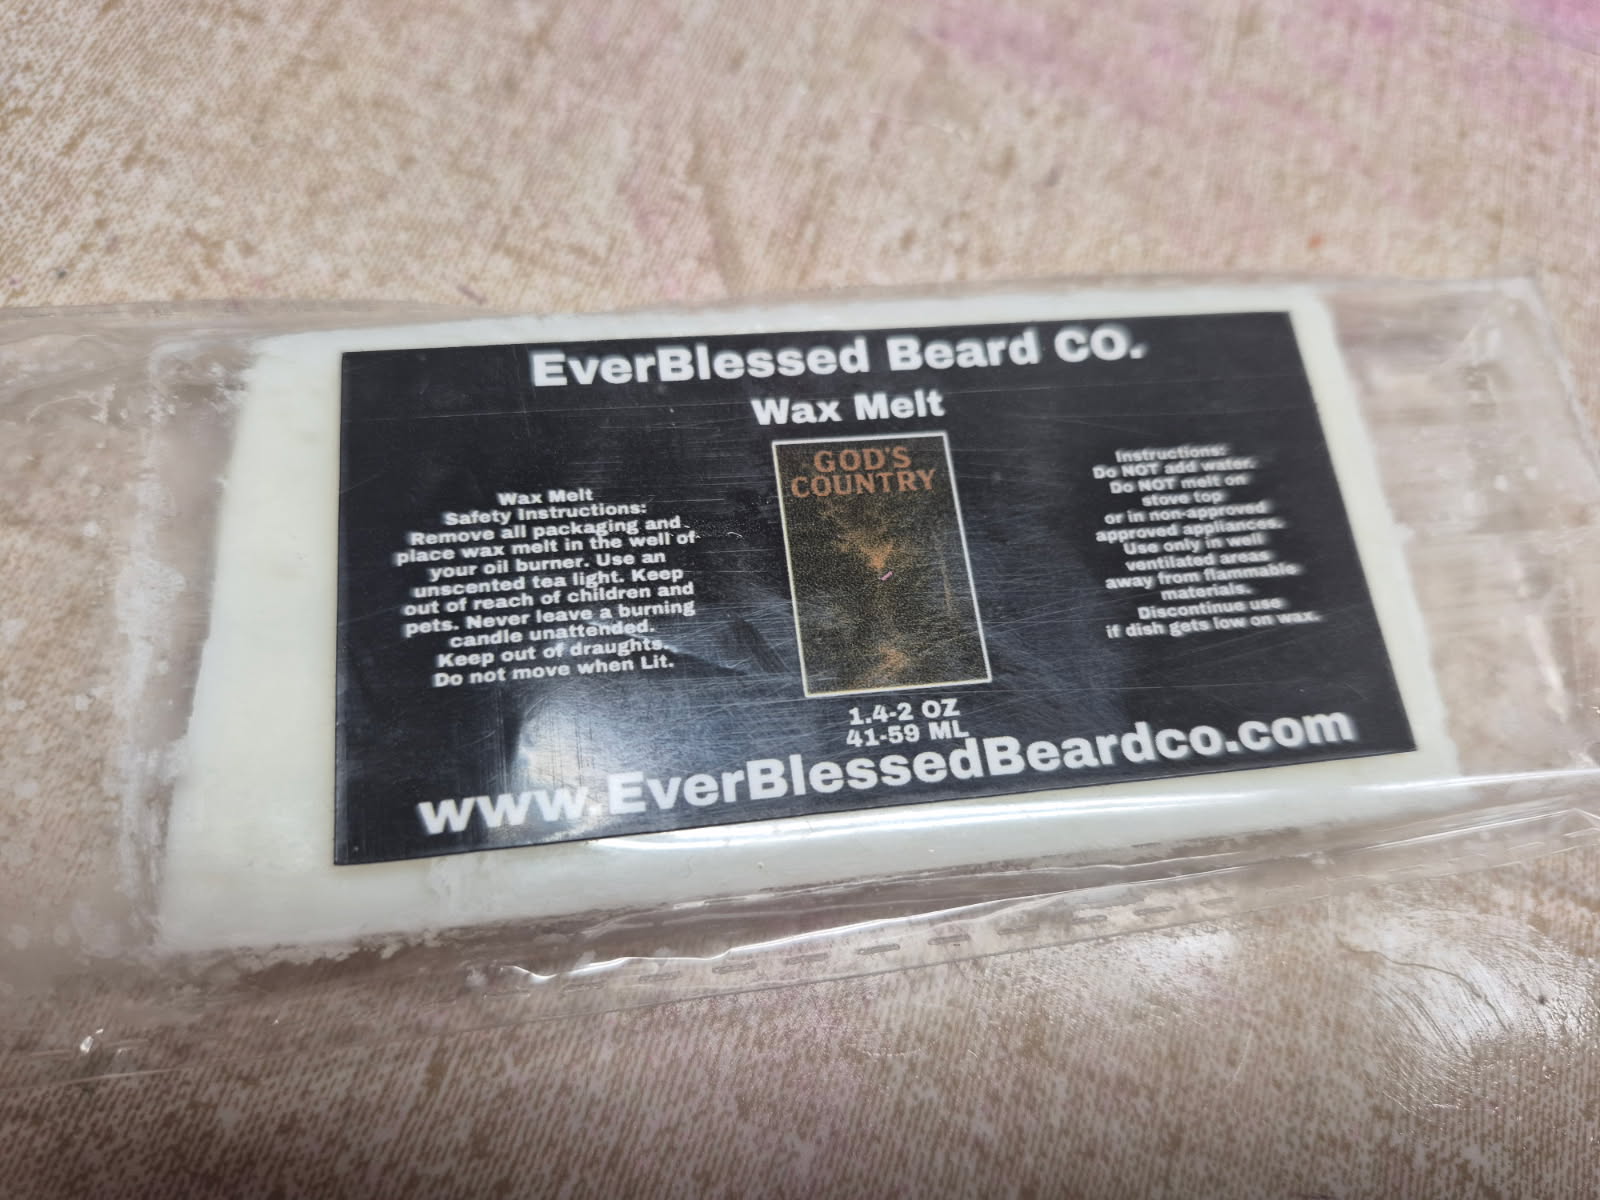 EverBlessed Beard CO.
Wax Melt
GOD'S
COUNTRY
1.4-2 OZ
41-59 ML
Wax Melt
Safety Instructions:
Remove all packaging and
place wax melt in the well of
your oil burner. Use an
unscented tea light. Keep
out of reach of children and
pets. Never leave a burning
candle unattended.
Keep out of draughts.
Do not move when Lit.
Instructions:
Do NOT add water.
Do NOT melt on
stove top
or in non-approved
approved appliances.
Use only in well
ventilated areas
away from flammable
materials.
Discontinue use
if dish gets low on wax.
www.EverBlessedBeardco.com